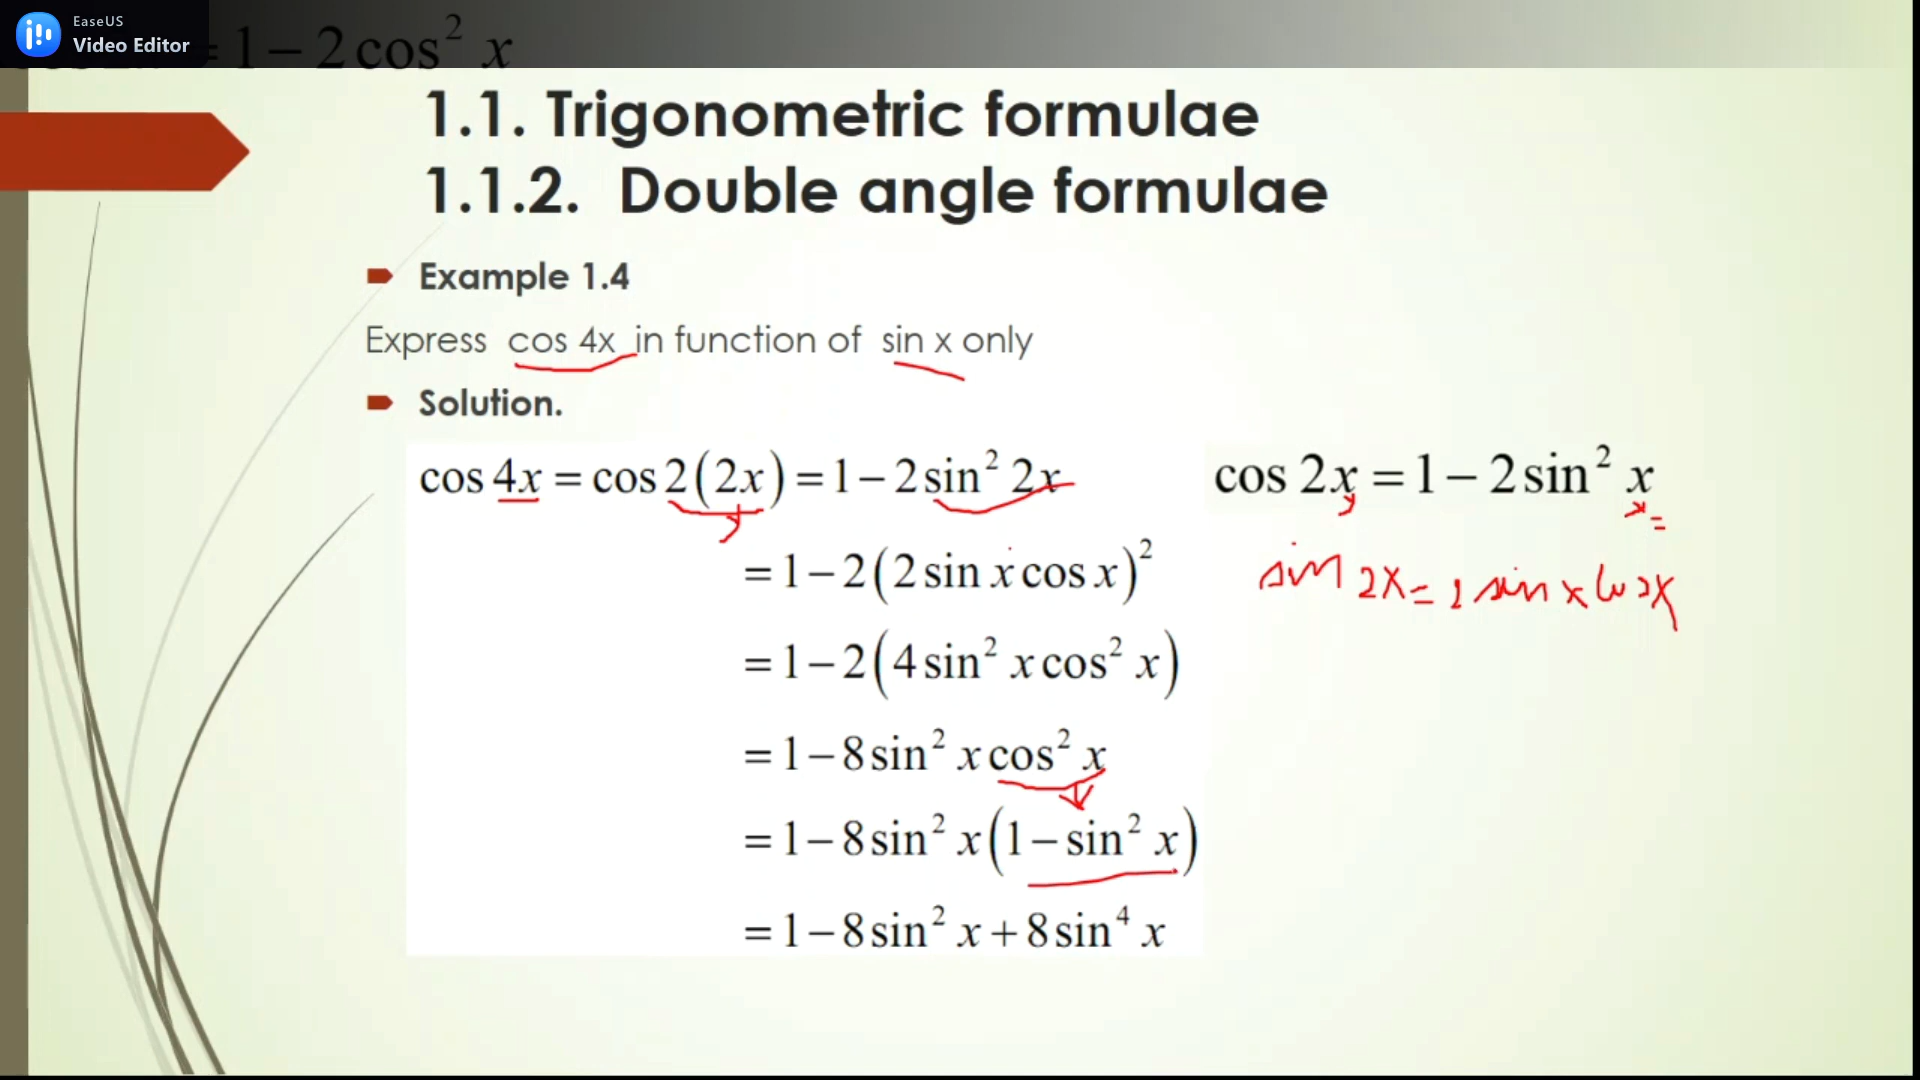 EaseUS
Video Editor
= 1 − 2 cos² x
1.1. Trigonometric formulae
1.1.2. Double angle formulae
Example 1.4
Express cos 4x in function of sin x only
Solution.
cos 4x = cos 2(2x) = 1 − 2 sin² 2x
cos 2x = 1 − 2 sin² x
y
= 1 − 2(2 sin x cos x)²
sin 2x = 2 sin x cos x
= 1 − 2(4 sin² x cos² x)
= 1 − 8 sin² x cos² x
= 1 − 8 sin² x(1 − sin² x)
= 1 − 8 sin² x + 8 sin⁴ x